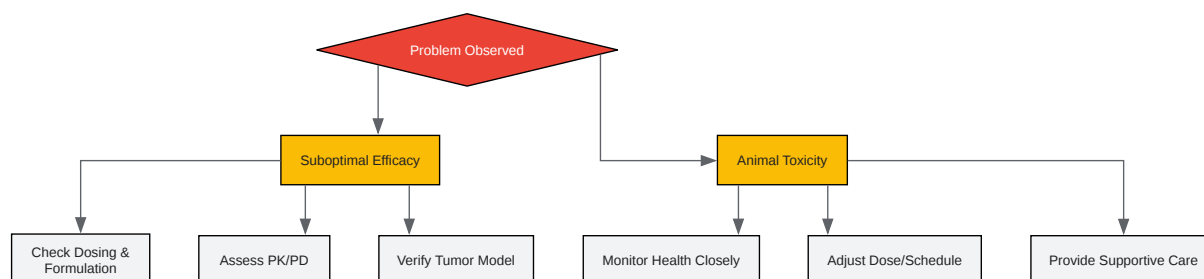 Problem Observed
Suboptimal Efficacy
Animal Toxicity
Check Dosing &
Formulation
Assess PK/PD
Verify Tumor Model
Monitor Health Closely
Adjust Dose/Schedule
Provide Supportive Care